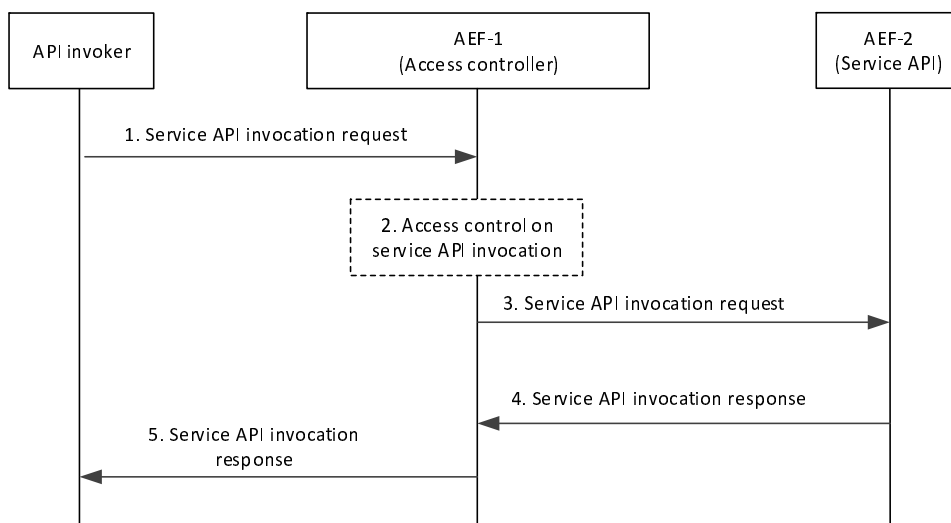 API invoker
AEF-1
(Access controller)
AEF-2
(Service API)
1. Service API invocation request
2. Access control on
service API invocation
3. Service API invocation request
4. Service API invocation response
5. Service API invocation
response